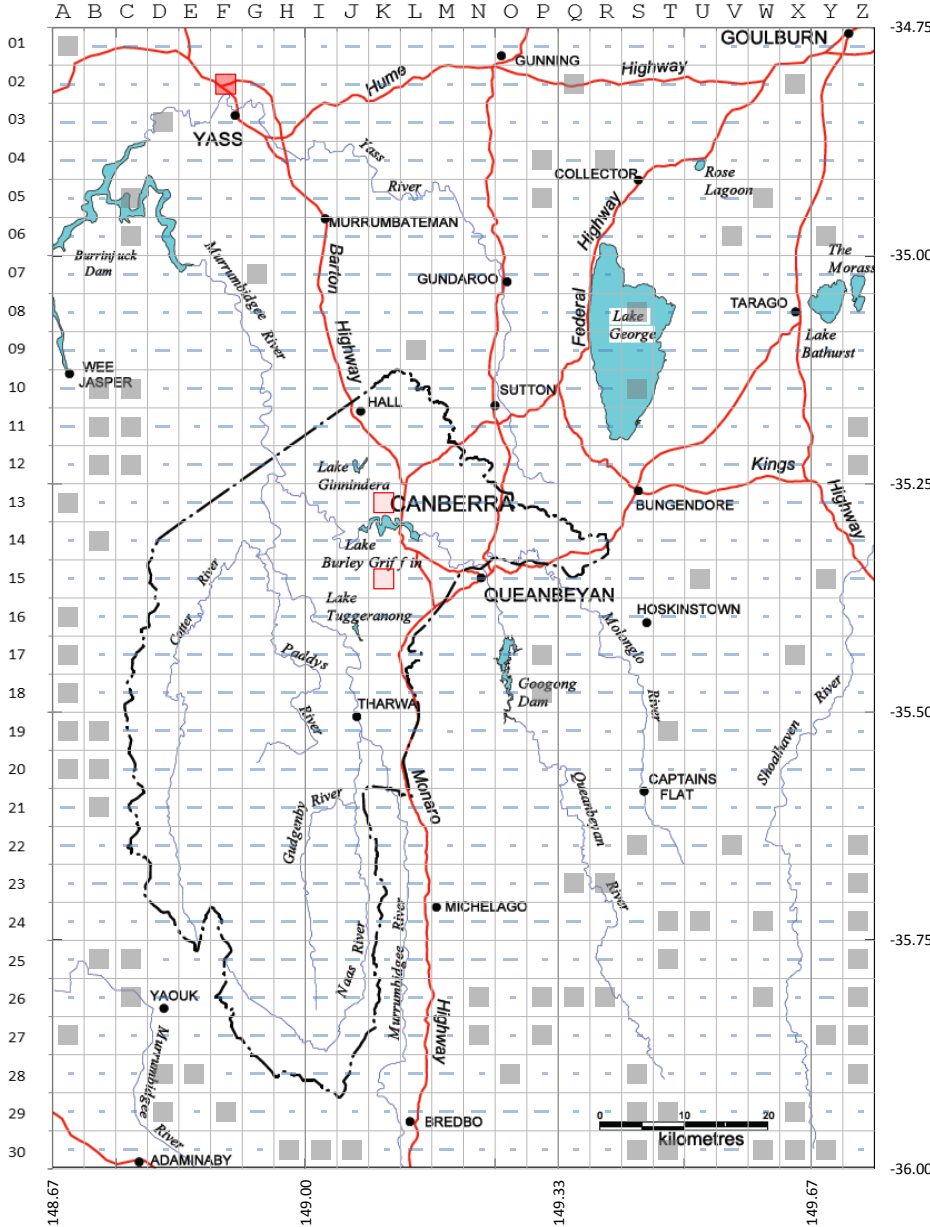 A B C D E F G H I J K L M N O P Q R S T U V W X Y Z
01
02
03
04
05
06
07
08
09
10
11
12
13
14
15
16
17
18
19
20
21
22
23
24
25
26
27
28
29
30
-34.75
-35.00
-35.25
-35.50
-35.75
-36.00
148.67
149.00
149.33
149.67
GOULBURN
GUNNING
Hume
Highway
YASS
Yass
River
COLLECTOR
Rose
Lagoon
MURRUMBATEMAN
Burrinjuck
Dam
Murrumbidgee
River
Barton
Highway
GUNDAROO
Federal
Highway
The
Morass
TARAGO
Lake
George
Lake
Bathurst
WEE
JASPER
HALL
SUTTON
Lake
Ginnindera
Kings
Highway
CANBERRA
BUNGENDORE
Lake
Burley Griffin
QUEANBEYAN
Lake
Tuggeranong
HOSKINSTOWN
Cotter
River
Paddys
River
Molonglo
River
Googong
Dam
THARWA
Shoalhaven
River
Monaro
Highway
CAPTAINS
FLAT
Gudgenby
River
Queanbeyan
River
MICHELAGO
Naas
River
Murrumbidgee
River
YAOUK
Murrumbidgee
River
BREDBO
ADAMINABY
0 10 20
kilometres